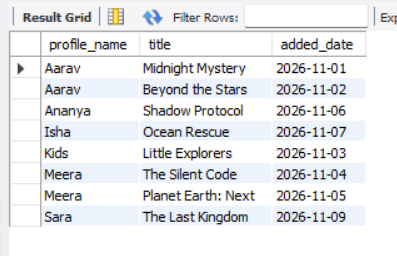 Result Grid Filter Rows: Exp
profile_name title added_date
Aarav Midnight Mystery 2026-11-01
Aarav Beyond the Stars 2026-11-02
Ananya Shadow Protocol 2026-11-06
Isha Ocean Rescue 2026-11-07
Kids Little Explorers 2026-11-03
Meera The Silent Code 2026-11-04
Meera Planet Earth: Next 2026-11-05
Sara The Last Kingdom 2026-11-09